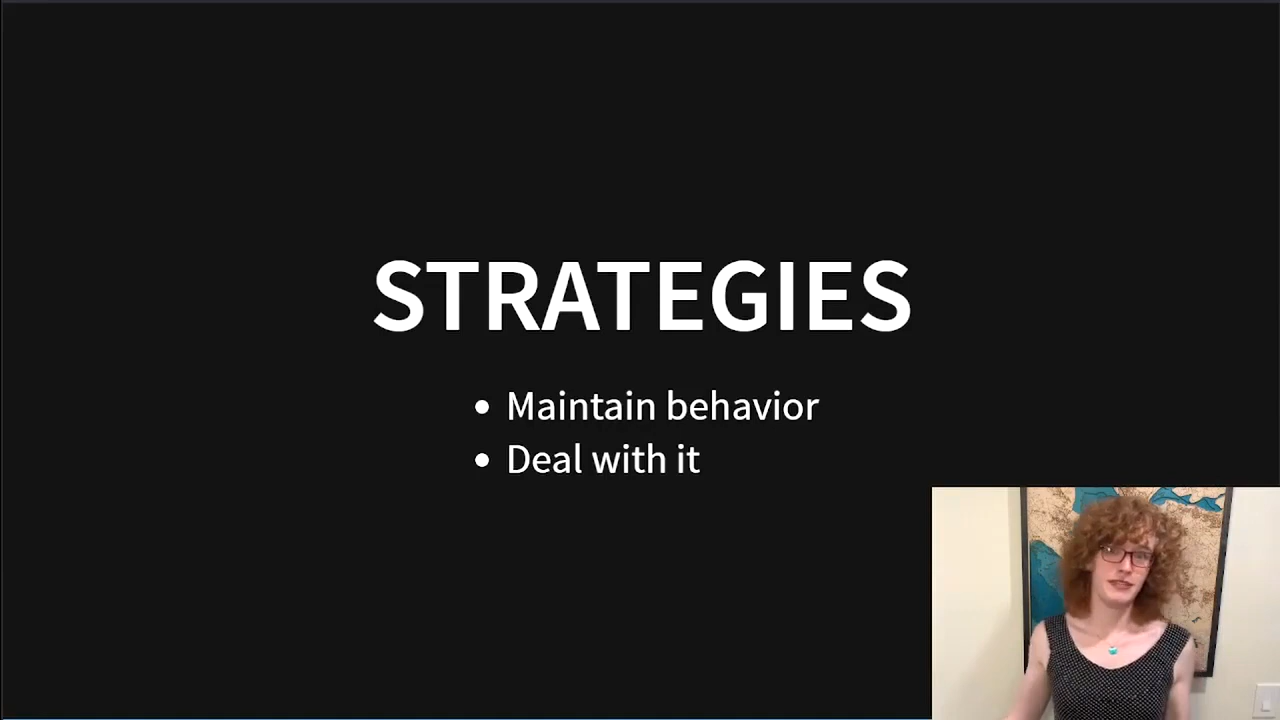 STRATEGIES
• Maintain behavior
• Deal with it